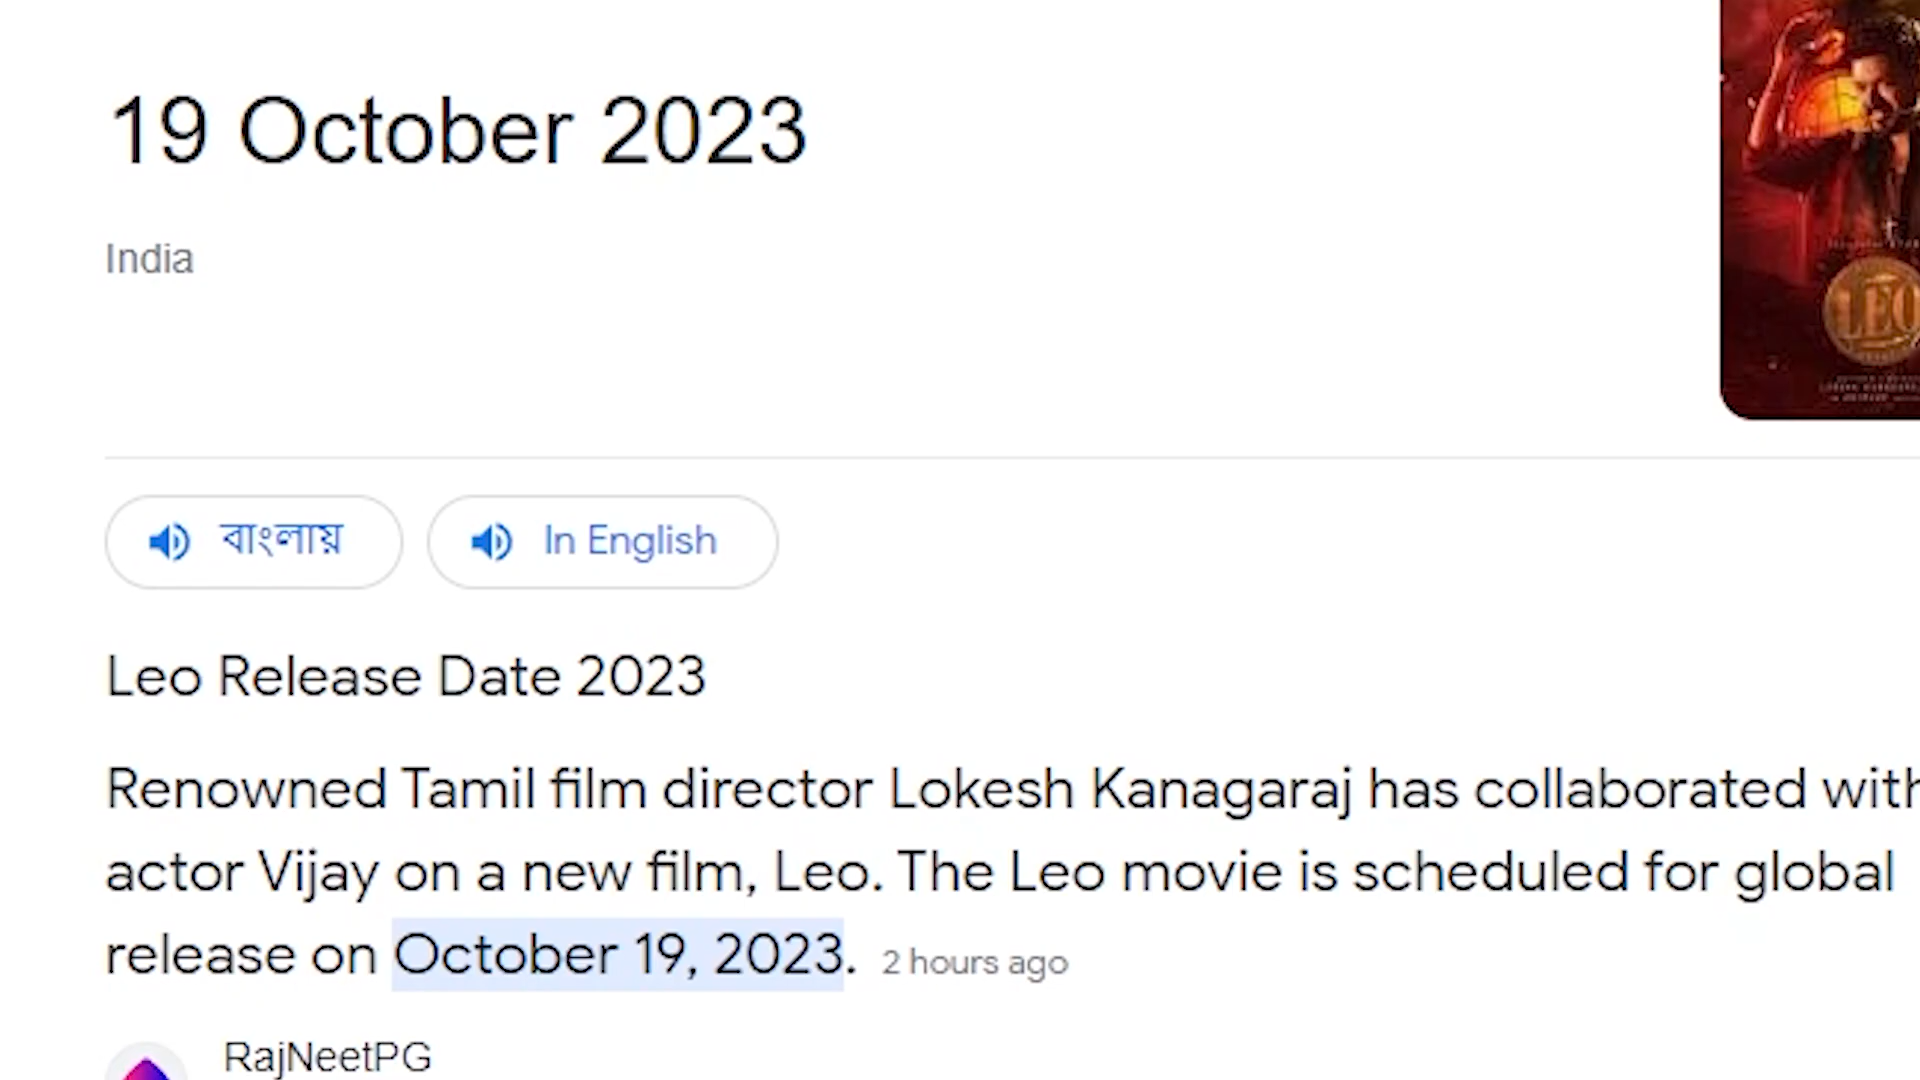 19 October 2023
India
LEO
বাংলায় In English
Leo Release Date 2023
Renowned Tamil film director Lokesh Kanagaraj has collaborated with
actor Vijay on a new film, Leo. The Leo movie is scheduled for global
release on October 19, 2023. 2 hours ago
RajNeetPG